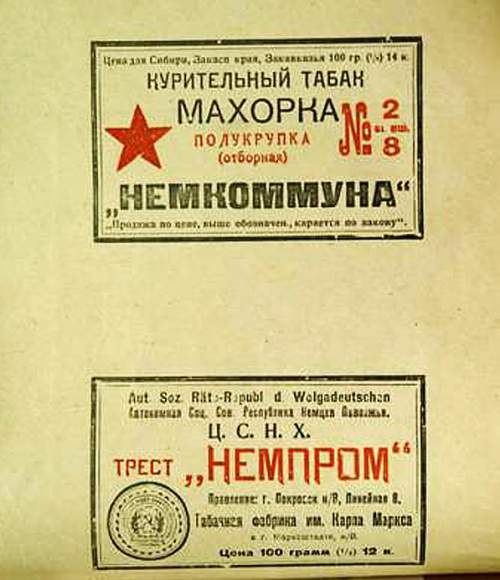 Цена для Сибири, Закасп края, Закавказья 100 гр. (¼) 14 к.
КУРИТЕЛЬНЫЙ ТАБАК
МАХОРКА
ПОЛУКРУПКА
(отборная)
№ 2
8
„НЕМКОММУНА“
„Продажа по цене, выше обозначен., карается по закону“.
Aut. Soz. Räte-Republ d. Wolgadeutschen
Автономная Соц. Сов. Республика Немцев Поволжья.
Ц. С. Н. Х.
ТРЕСТ „НЕМПРОМ“
Правление: г. Покровск н/В, Линейная 8.
Табачная фабрика им. Карла Маркса
в г. Марксштадте, н/В.
Цена 100 грамм (¼) 12 к.